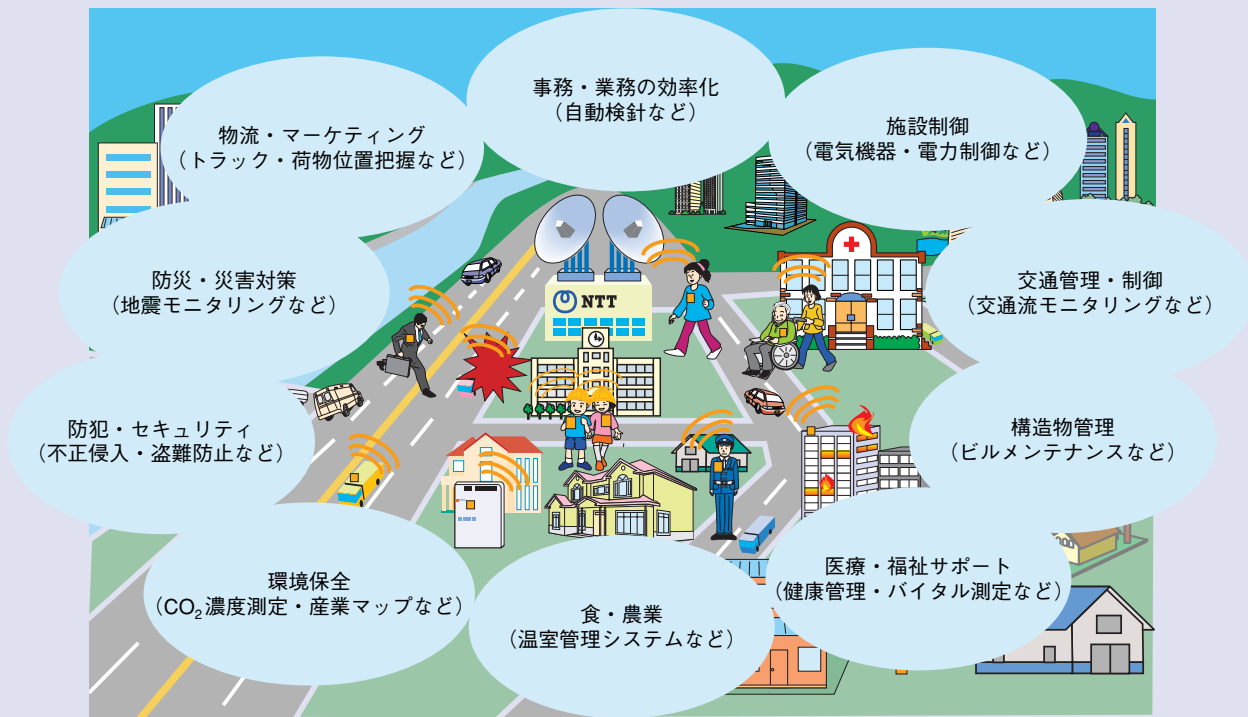 事務・業務の効率化
（自動検針など）
物流・マーケティング
（トラック・荷物位置把握など）
施設制御
（電気機器・電力制御など）
防災・災害対策
（地震モニタリングなど）
交通管理・制御
（交通流モニタリングなど）
NTT
防犯・セキュリティ
（不正侵入・盗難防止など）
構造物管理
（ビルメンテナンスなど）
環境保全
（CO₂濃度測定・産業マップなど）
食・農業
（温室管理システムなど）
医療・福祉サポート
（健康管理・バイタル測定など）